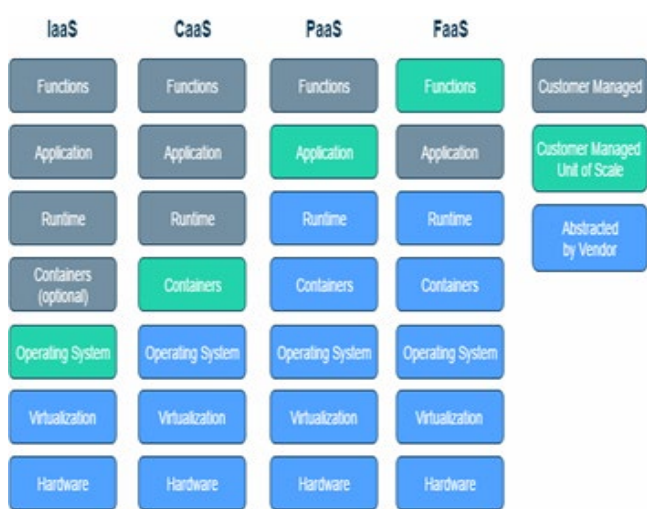 IaaS CaaS PaaS FaaS
Functions Functions Functions Functions Customer Managed
Application Application Application Application Customer Managed
Unit of Scale
Runtime Runtime Runtime Runtime Abstracted
by Vendor
Containers
(optional) Containers Containers Containers
Operating System Operating System Operating System Operating System
Virtualization Virtualization Virtualization Virtualization
Hardware Hardware Hardware Hardware